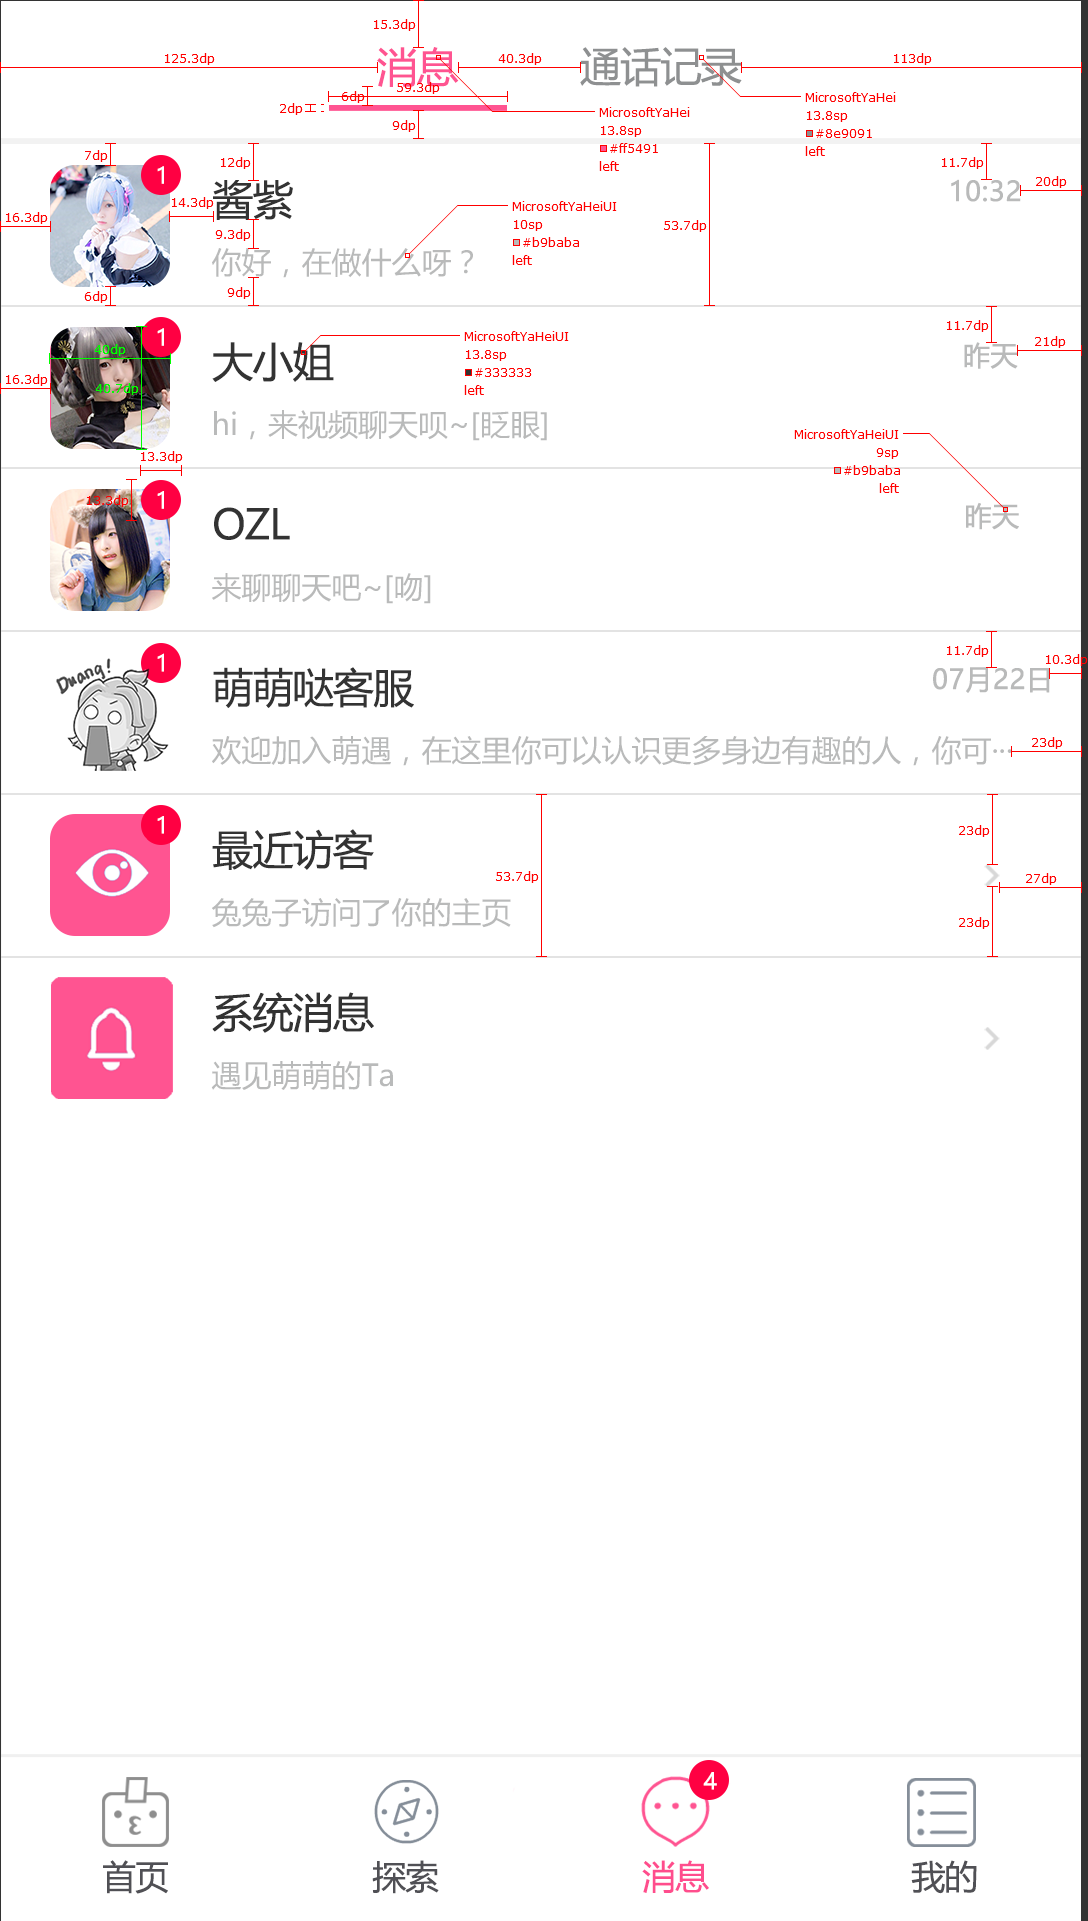 15.3dp
125.3dp
消息
40.3dp
通话记录
113dp
59.3dp
6dp
2dp
9dp
MicrosoftYaHei
13.8sp
#ff5491
left
MicrosoftYaHei
13.8sp
#8e9091
left
7dp
12dp
11.7dp
1
酱紫
10:32
20dp
14.3dp
16.3dp
9.3dp
MicrosoftYaHeiUI
10sp
#b9baba
left
53.7dp
你好，在做什么呀？
6dp
9dp
11.7dp
1
大小姐
MicrosoftYaHeiUI
13.8sp
#333333
left
昨天
21dp
40dp
16.3dp
40.7dp
hi，来视频聊天呗~[眨眼]
MicrosoftYaHeiUI
9sp
#b9baba
left
13.3dp
13.3dp
1
OZL
昨天
来聊聊天吧~[吻]
11.7dp
10.3dp
Duang!
1
萌萌哒客服
07月22日
欢迎加入萌遇，在这里你可以认识更多身边有趣的人，你可···
23dp
1
最近访客
23dp
53.7dp
27dp
兔兔子访问了你的主页
23dp
系统消息
遇见萌萌的Ta
4
首页
探索
消息
我的